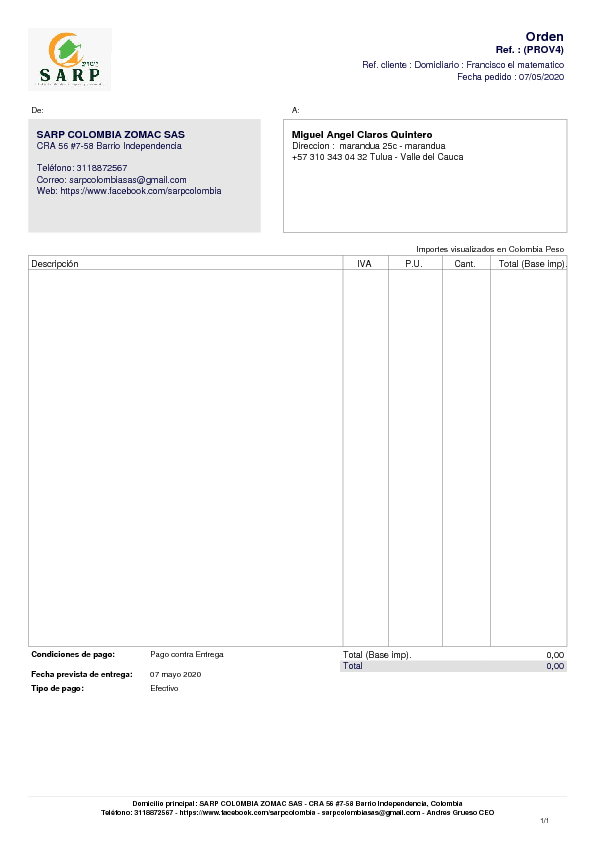 SARP
Orden
Ref. : (PROV4)
Ref. cliente : Domiciliario : Francisco el matematico
Fecha pedido : 07/05/2020
De:
A:
SARP COLOMBIA ZOMAC SAS
CRA 56 #7-58 Barrio Independencia
Teléfono: 3118872567
Correo: sarpcolombiasas@gmail.com
Web: https://www.facebook.com/sarpcolombia
Miguel Angel Claros Quintero
Direccion : marandua 25c - marandua
+57 310 343 04 32 Tulua - Valle del Cauca
Importes visualizados en Colombia Peso
Descripción IVA P.U. Cant. Total (Base imp).
Condiciones de pago: Pago contra Entrega
Total (Base imp). 0,00
Total 0,00
Fecha prevista de entrega: 07 mayo 2020
Tipo de pago: Efectivo
Domicilio principal: SARP COLOMBIA ZOMAC SAS - CRA 56 #7-58 Barrio Independencia, Colombia
Teléfono: 3118872567 - https://www.facebook.com/sarpcolombia - sarpcolombiasas@gmail.com - Andres Grueso CEO
1/1